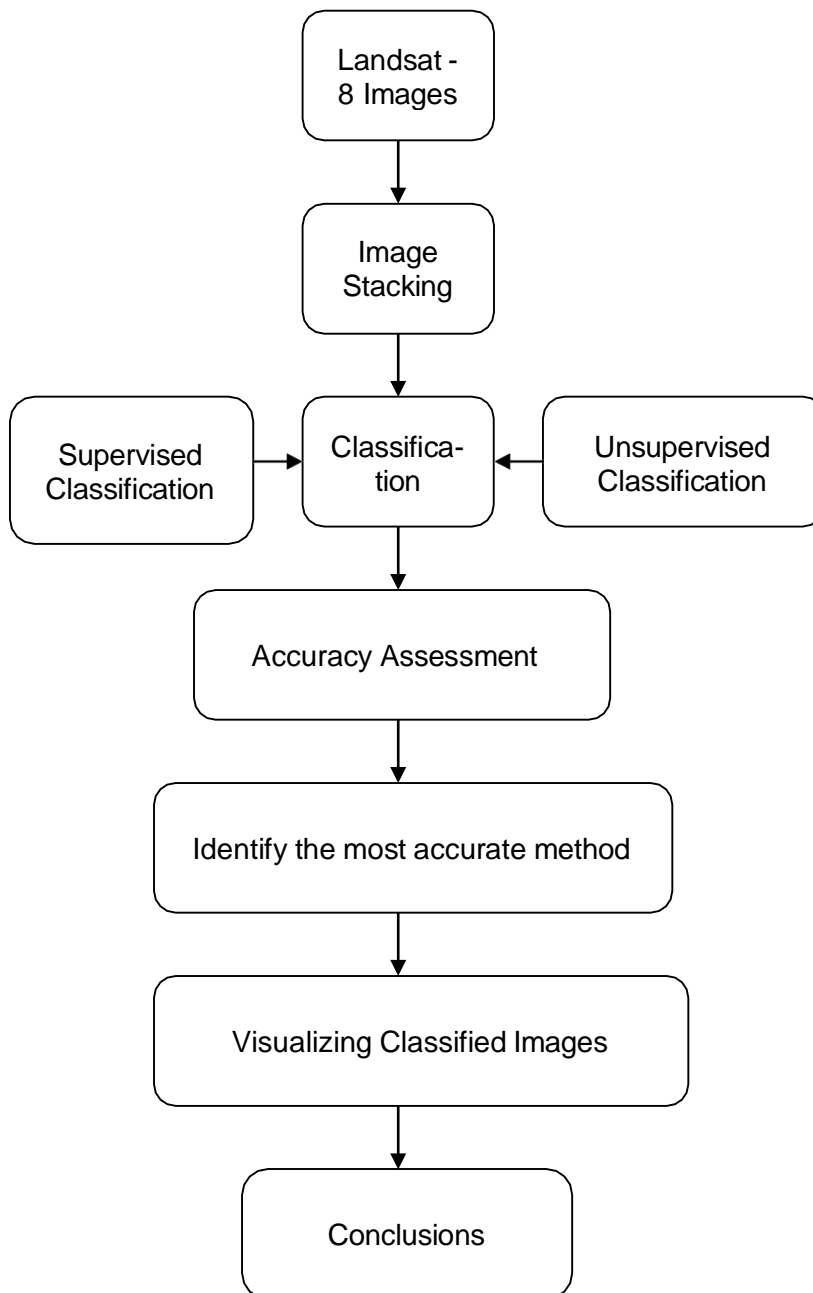 Landsat -
8 Images
Image
Stacking
Supervised
Classification
Classifica-
tion
Unsupervised
Classification
Accuracy Assessment
Identify the most accurate method
Visualizing Classified Images
Conclusions